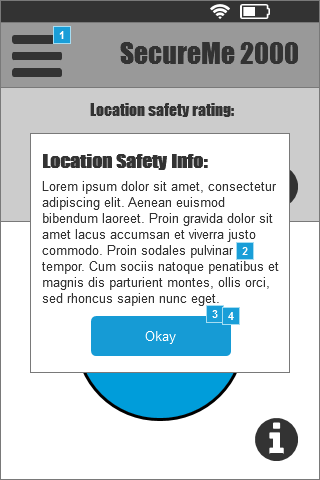 1
SecureMe 2000
Location safety rating:
Location Safety Info:
Lorem ipsum dolor sit amet, consectetur
adipiscing elit. Aenean euismod
bibendum laoreet. Proin gravida dolor sit
amet lacus accumsan et viverra justo
commodo. Proin sodales pulvinar 2
tempor. Cum sociis natoque penatibus et
magnis dis parturient montes, ollis orci,
sed rhoncus sapien nunc eget.
3 4
Okay
i